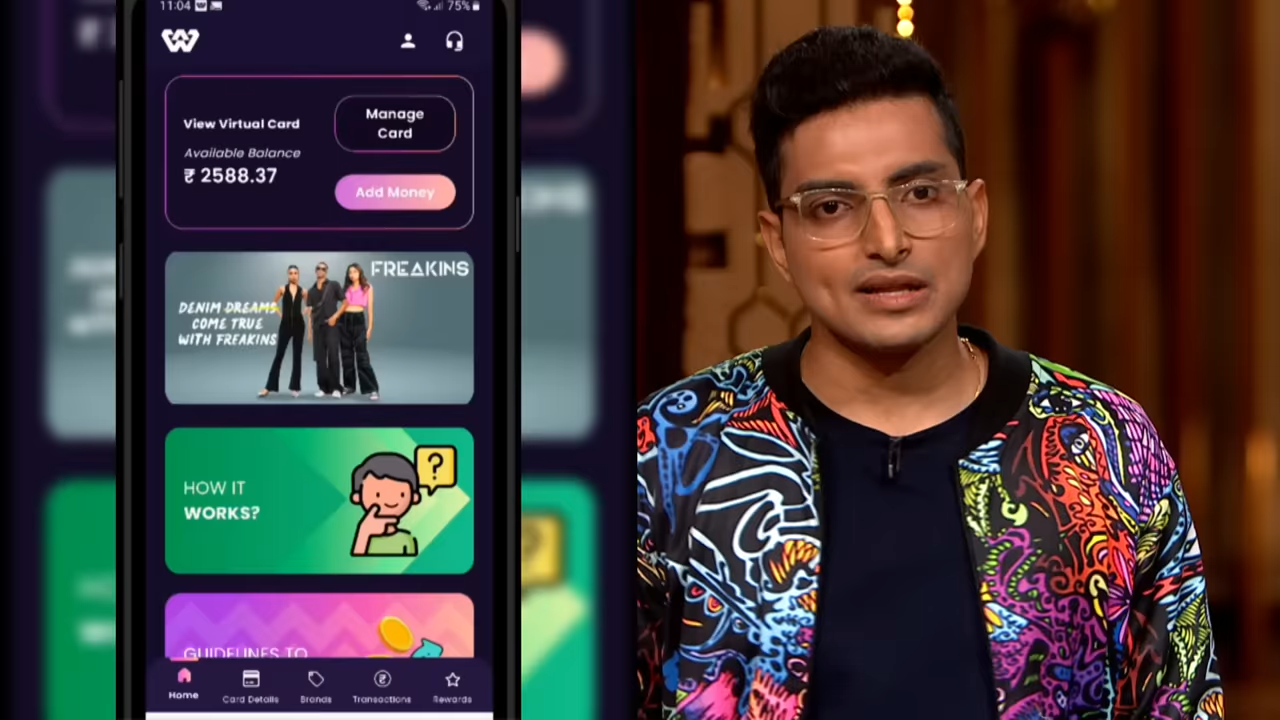 11:04
75%
View Virtual Card
Available Balance
₹ 2588.37
Manage
Card
Add Money
FREAKINS
DENIM DREAMS
COME TRUE
WITH FREAKINS
HOW IT
WORKS?
GUIDELINES TO
Home
Card Details
Brands
Transactions
Rewards